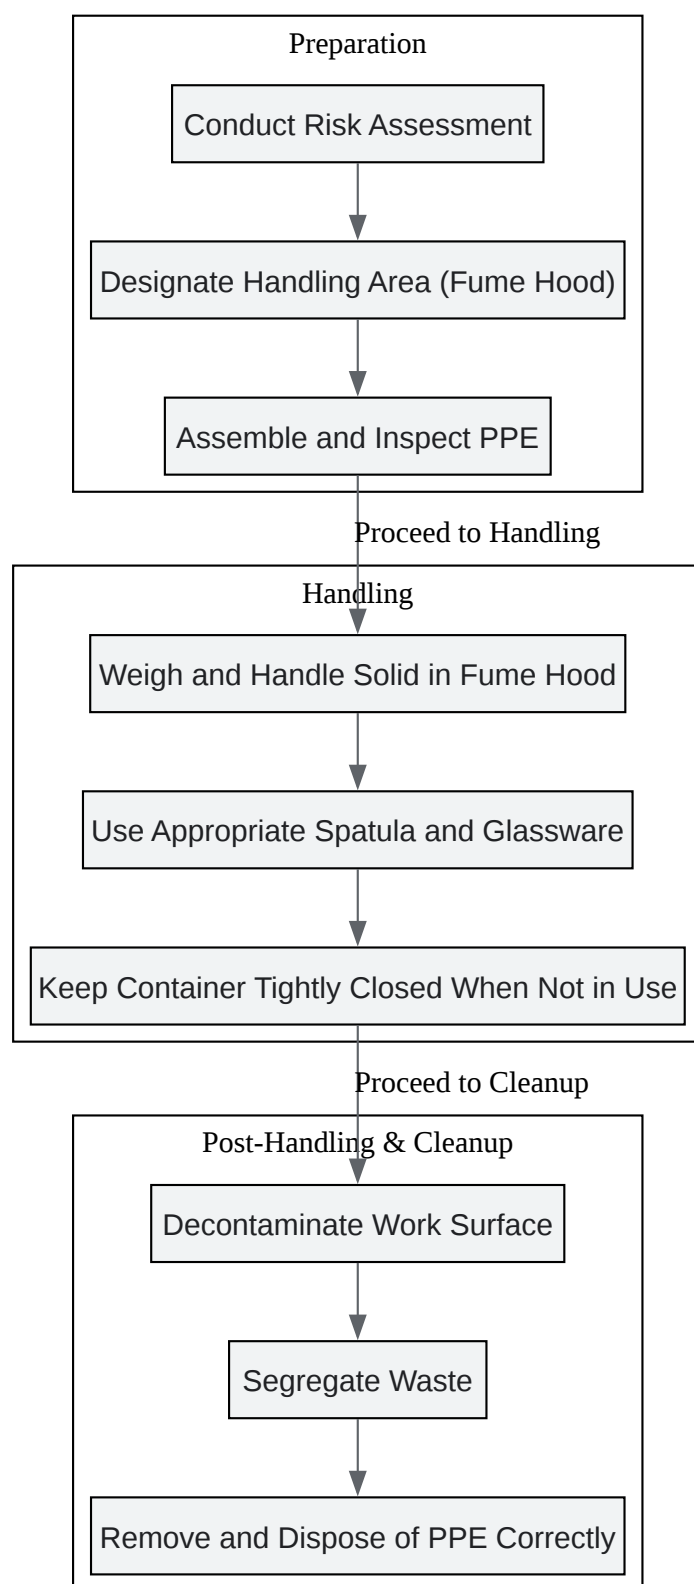 Preparation
Conduct Risk Assessment
Designate Handling Area (Fume Hood)
Assemble and Inspect PPE
Proceed to Handling
Handling
Weigh and Handle Solid in Fume Hood
Use Appropriate Spatula and Glassware
Keep Container Tightly Closed When Not in Use
Proceed to Cleanup
Post-Handling & Cleanup
Decontaminate Work Surface
Segregate Waste
Remove and Dispose of PPE Correctly